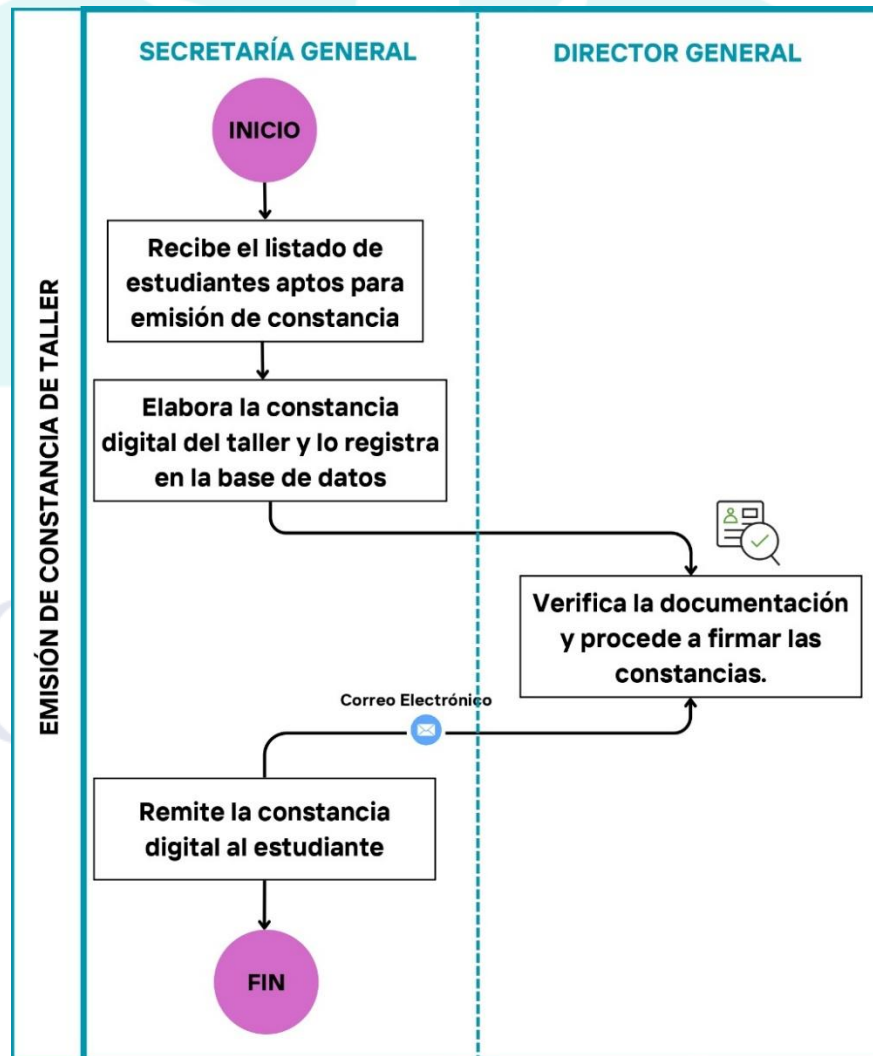 SECRETARÍA GENERAL
DIRECTOR GENERAL
EMISIÓN DE CONSTANCIA DE TALLER
INICIO
Recibe el listado de
estudiantes aptos para
emisión de constancia
Elabora la constancia
digital del taller y lo registra
en la base de datos
Verifica la documentación
y procede a firmar las
constancias.
Correo Electrónico
Remite la constancia
digital al estudiante
FIN